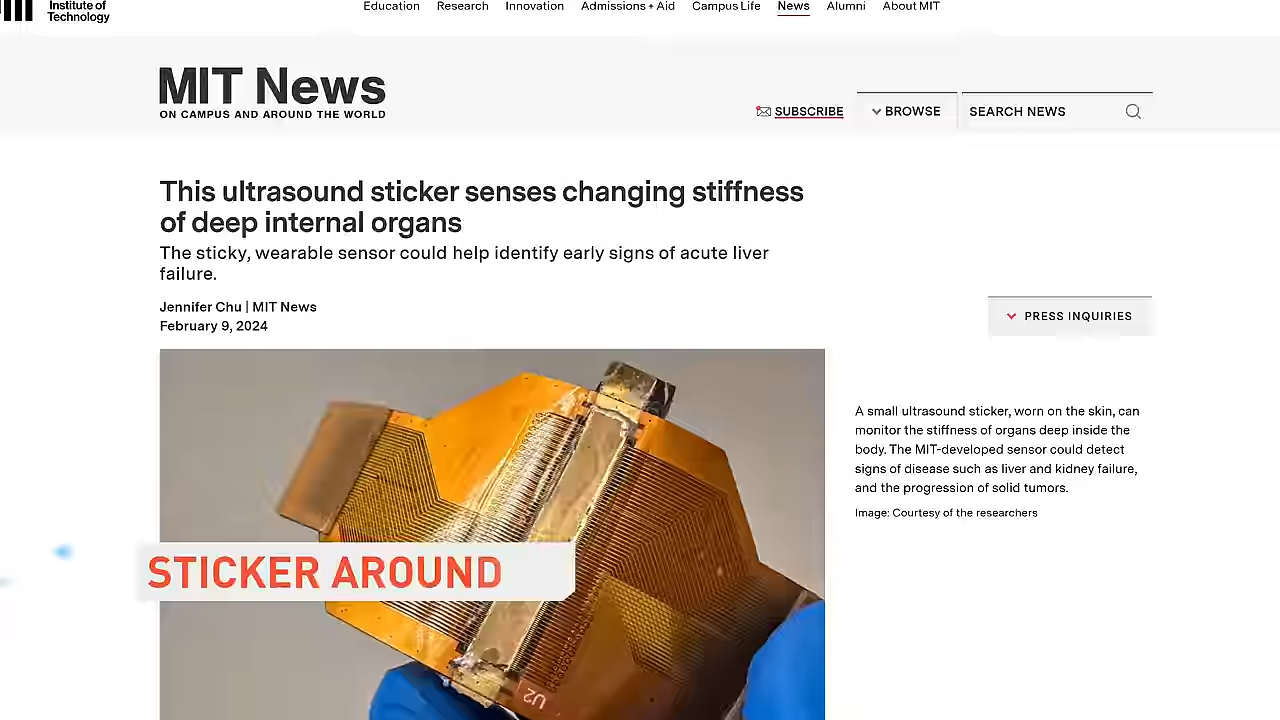 Institute of
Technology
Education Research Innovation Admissions + Aid Campus Life News Alumni About MIT
MIT News
ON CAMPUS AND AROUND THE WORLD
SUBSCRIBE
BROWSE
SEARCH NEWS
This ultrasound sticker senses changing stiffness
of deep internal organs
The sticky, wearable sensor could help identify early signs of acute liver
failure.
Jennifer Chu | MIT News
February 9, 2024
PRESS INQUIRIES
A small ultrasound sticker, worn on the skin, can
monitor the stiffness of organs deep inside the
body. The MIT-developed sensor could detect
signs of disease such as liver and kidney failure,
and the progression of solid tumors.
Image: Courtesy of the researchers
STICKER AROUND
U2